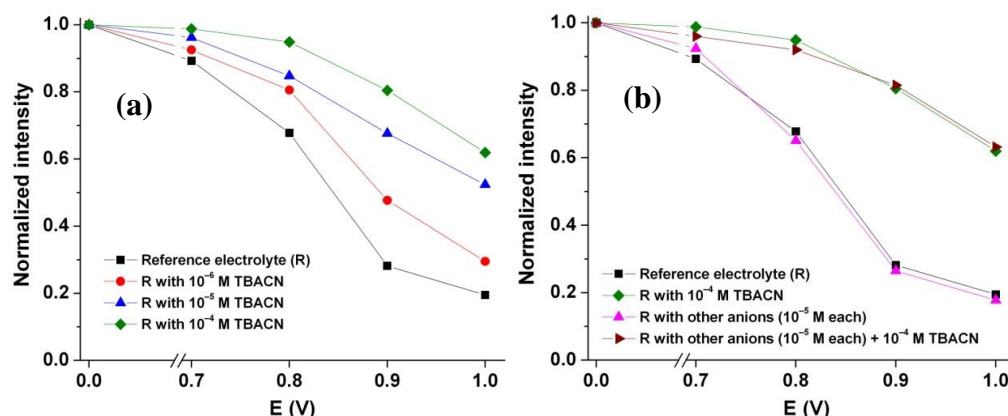 (a)
Normalized intensity
1.0
0.8
0.6
0.4
0.2
0.0
Reference electrolyte (R)
R with 10⁻⁶ M TBACN
R with 10⁻⁵ M TBACN
R with 10⁻⁴ M TBACN
0.0 0.7 0.8 0.9 1.0
E (V)
(b)
Normalized intensity
1.0
0.8
0.6
0.4
0.2
0.0
Reference electrolyte (R)
R with 10⁻⁴ M TBACN
R with other anions (10⁻⁵ M each)
R with other anions (10⁻⁵ M each) + 10⁻⁴ M TBACN
0.0 0.7 0.8 0.9 1.0
E (V)